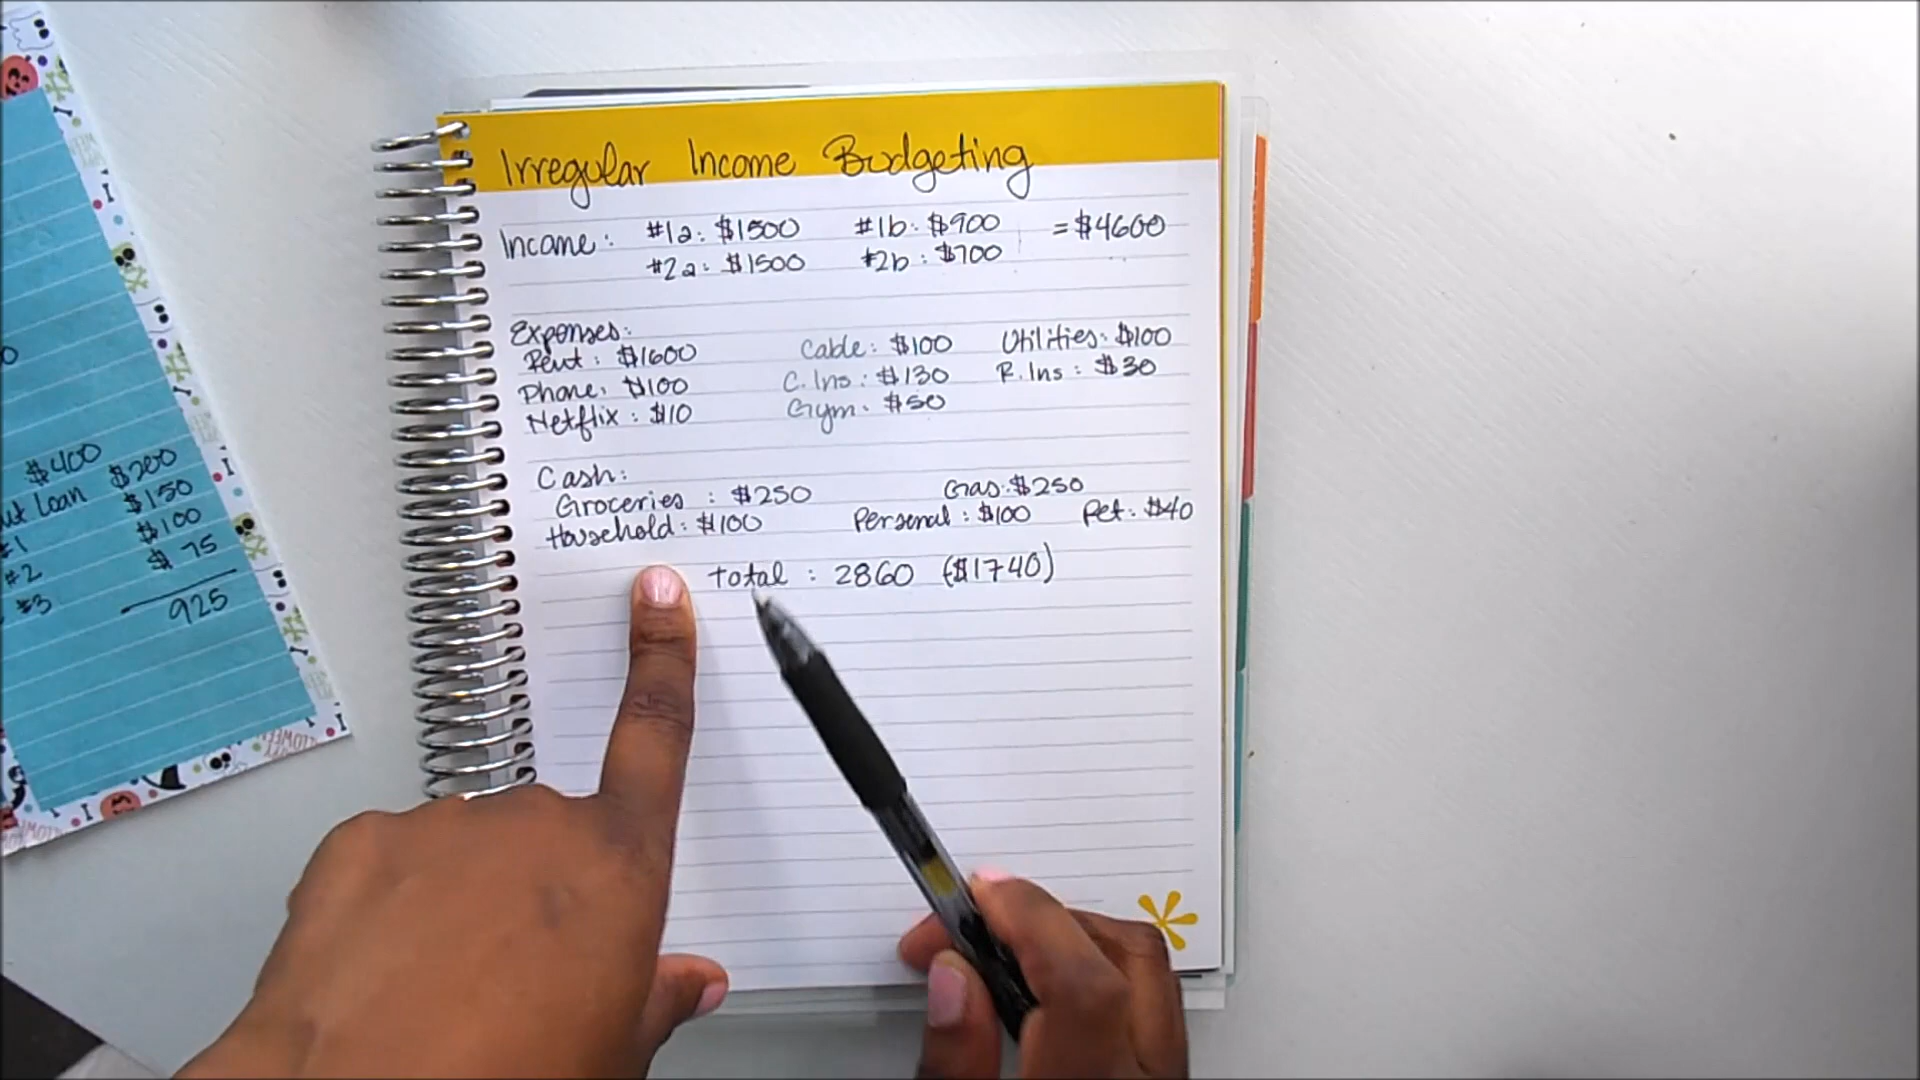 Irregular Income Budgeting
Income: #1a: $1500 #1b: $900 = $4600
#2a: $1500 #2b: $700
Expenses:
Rent: $1600 Cable: $100 Utilities: $100
Phone: $100 C. Ins: $130 R. Ins: $30
Netflix: $10 Gym: $50
Cash:
Groceries: $250 Gas: $250
Household: $100 Personal: $100 Pet: $40
Total: 2860 ($1740)
$400
Loan $200
#1 $150
#2 $100
#3 $75
925